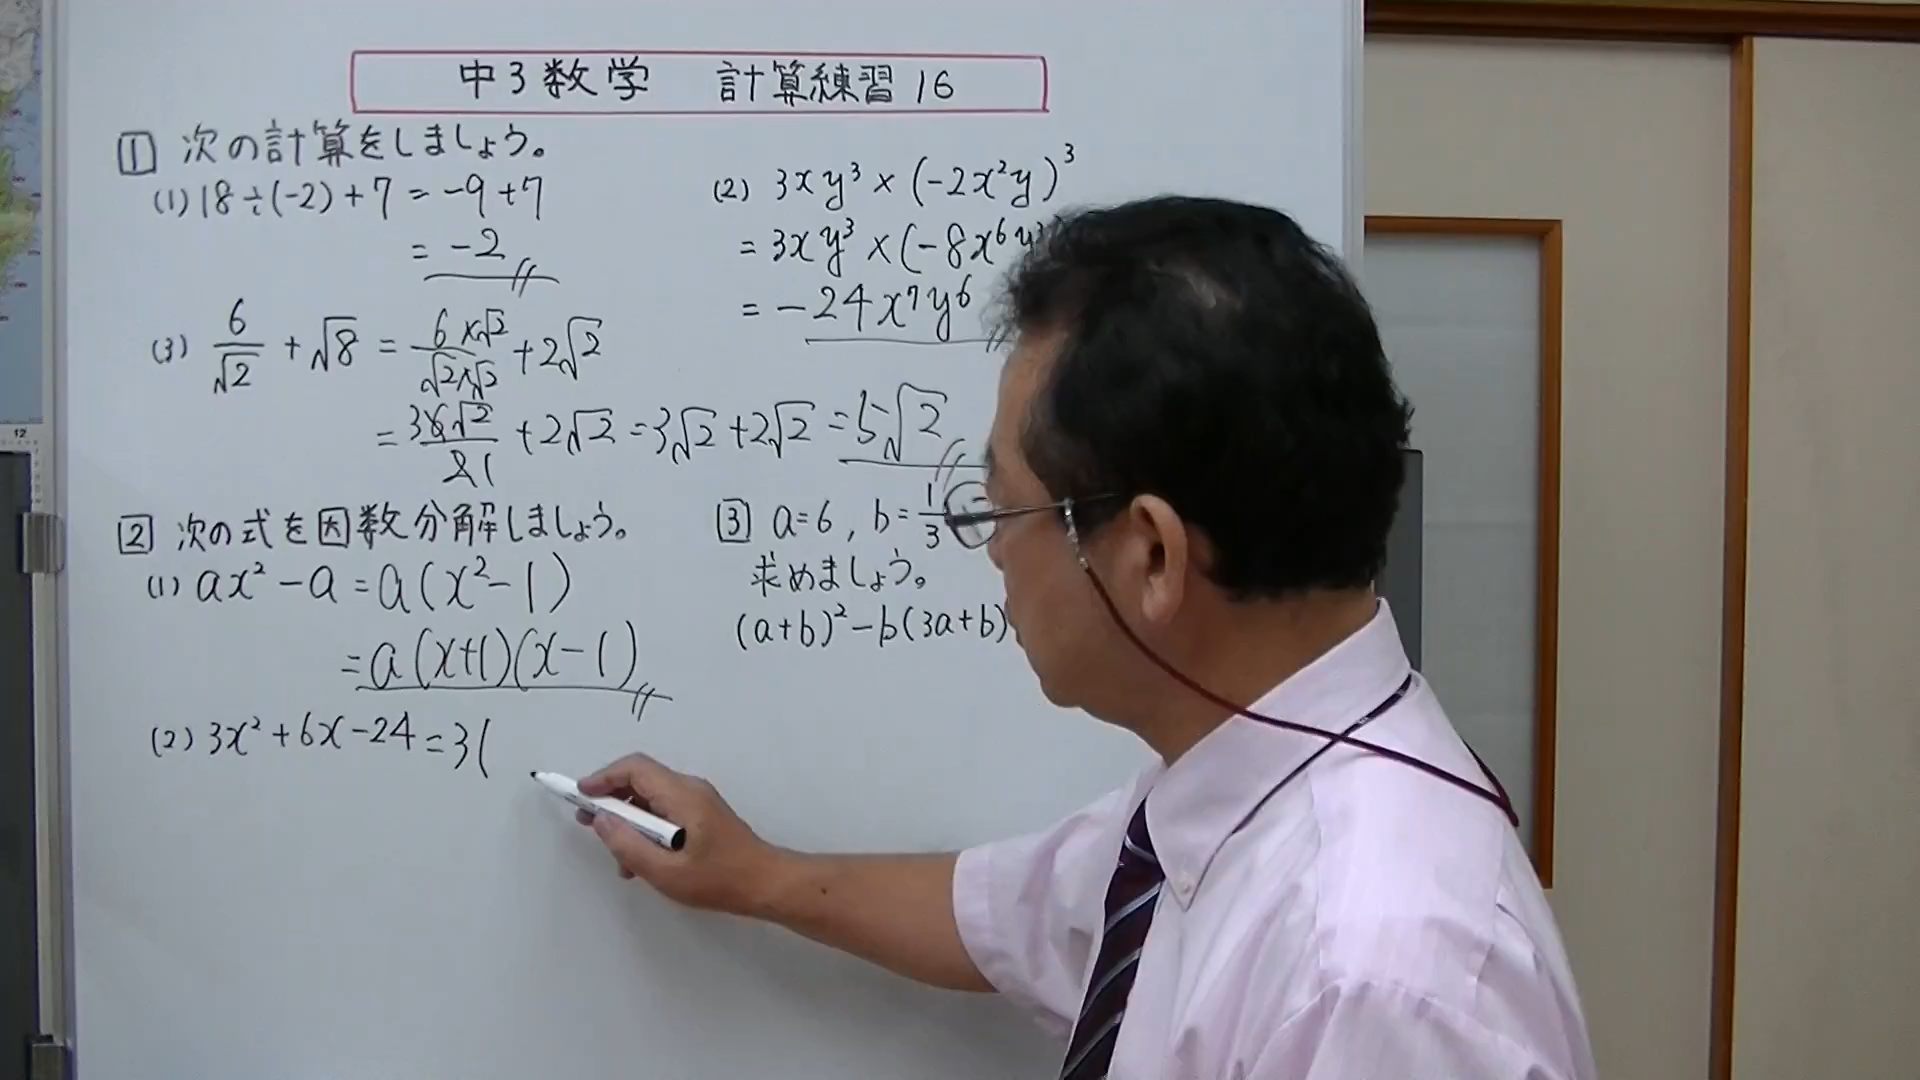 中3数学 計算練習16
1 次の計算をしましょう。
(1) 18÷(-2)+7 = -9+7
= -2
(2) 3xy³×(-2x²y)³
= 3xy³×(-8x⁶y³
= -24x⁷y⁶
(3) 6/√2 + √8 = 6×√2/√2×√2 + 2√2
= 36√2/21 + 2√2 = 3√2 + 2√2 = 5√2
2 次の式を因数分解しましょう。
(1) ax²-a = a(x²-1)
= a(x+1)(x-1)
(2) 3x²+6x-24 = 3(
3 a=6, b=1/3
求めましょう。
(a+b)²-b(3a+b)
12